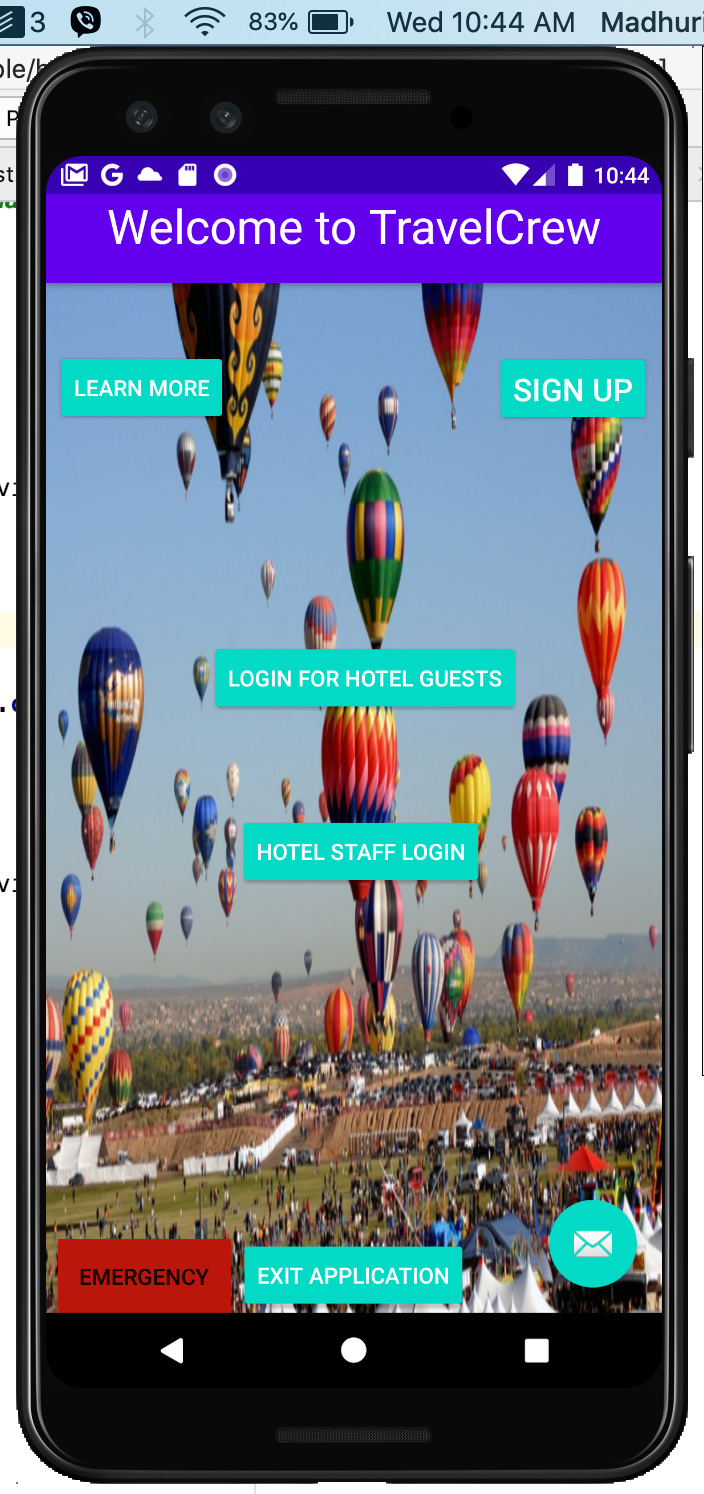 3 83% Wed 10:44 AM Madhuri
10:44
Welcome to TravelCrew
LEARN MORE
SIGN UP
LOGIN FOR HOTEL GUESTS
HOTEL STAFF LOGIN
EMERGENCY
EXIT APPLICATION